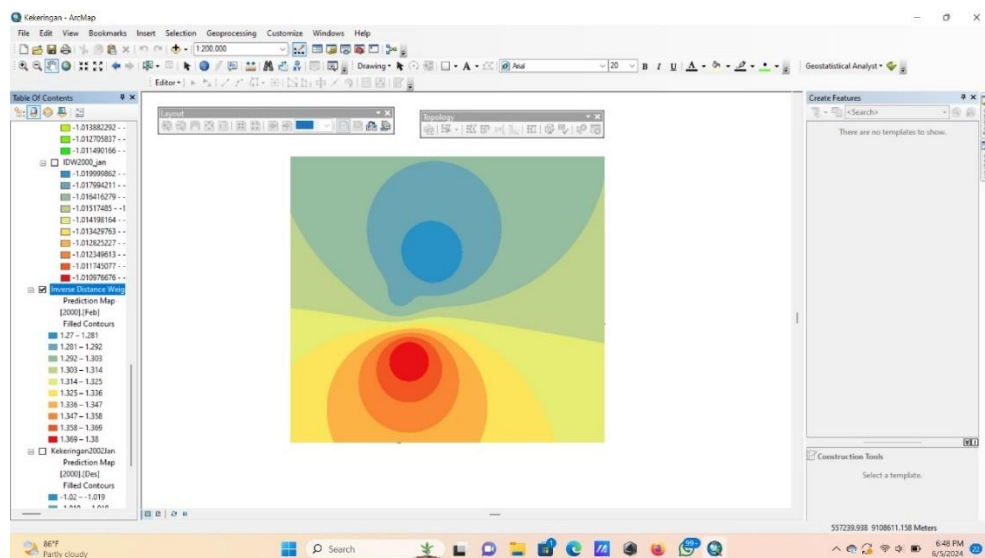 Kekeringan - ArcMap
File Edit View Bookmarks Insert Selection Geoprocessing Customize Windows Help
1:200.000
Drawing Arial 20 B I U A Geostatistical Analyst
Editor
Table Of Contents
Layout
Topology
Create Features
<Search>
There are no templates to show.
-1.013882292 - -
-1.012705837 - -
-1.011490166 - -
IDW2000_jan
-1.019999862 - -
-1.017994211 - -
-1.016416279 - -
-1.01517485 - -1
-1.014198164 - -
-1.013429763 - -
-1.012825227 - -
-1.012349613 - -
-1.011745077 - -
-1.010976676 - -
Inverse Distance Weig
Prediction Map
[2000].[Feb]
Filled Contours
1.27 – 1.281
1.281 – 1.292
1.292 – 1.303
1.303 – 1.314
1.314 – 1.325
1.325 – 1.336
1.336 – 1.347
1.347 – 1.358
1.358 – 1.369
1.369 – 1.38
Kekeringan2002Jan
Prediction Map
[2000].[Des]
Filled Contours
-1.02 – -1.019
Construction Tools
Select a template.
557239.938 9108611.158 Meters
86°F
Partly cloudy
Search
99+
6:48 PM
6/5/2024
22